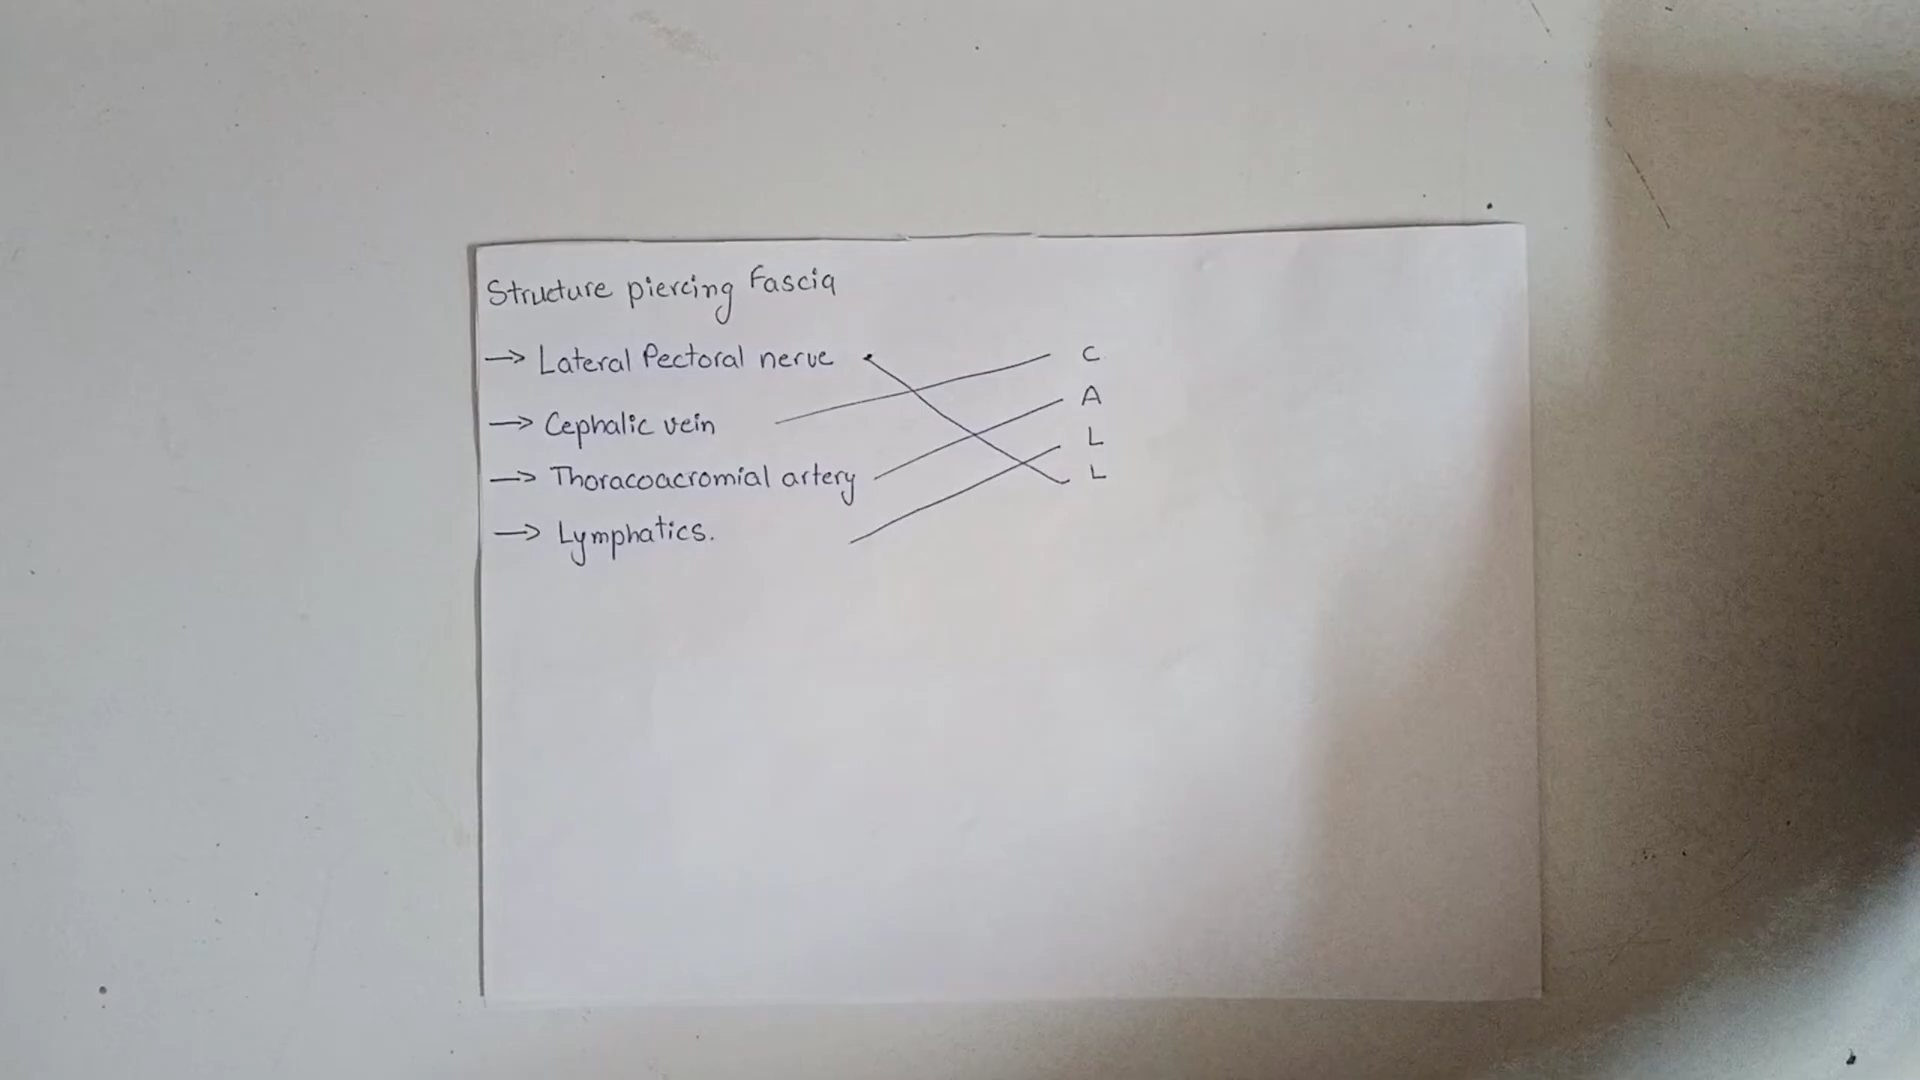 Structure piercing Fascia
→ Lateral Pectoral nerve C
→ Cephalic vein A
→ Thoracoacromial artery L
→ Lymphatics. L